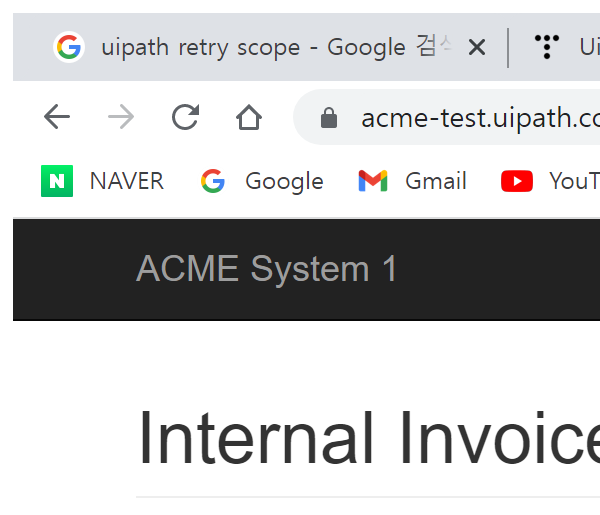 uipath retry scope - Google 검색
Ui
acme-test.uipath.co
N NAVER Google Gmail YouT
ACME System 1
Internal Invoice